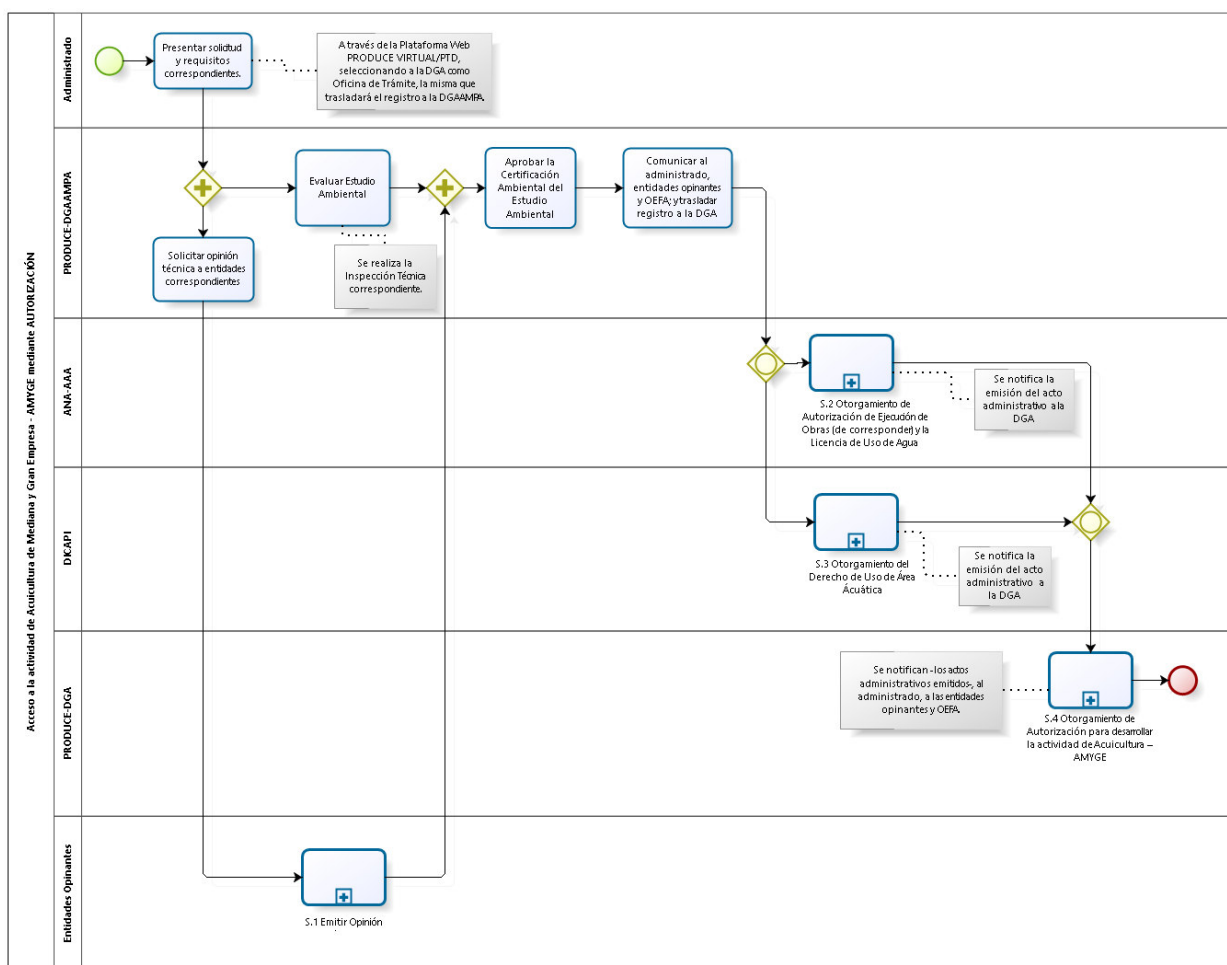 Acceso a la actividad de Acuicultura de Mediana y Gran Empresa - AMYGE mediante AUTORIZACIÓN
Administrado
Presentar solicitud
y requisitos
correspondientes.
A través de la Plataforma Web
PRODUCE VIRTUAL/PTD,
seleccionando a la DGA como
Oficina de Trámite, la misma que
trasladará el registro a la DGAAMPA.
PRODUCE-DGAAMPA
Evaluar Estudio
Ambiental
Aprobar la
Certificación
Ambiental del
Estudio
Ambiental
Comunicar al
administrado,
entidades opinantes
y OEFA; y trasladar
registro a la DGA
Solicitar opinión
técnica a entidades
correspondientes
Se realiza la
Inspección Técnica
correspondiente.
ANA-AAA
S.2 Otorgamiento de
Autorización de Ejecución de
Obras (de corresponder) y la
Licencia de Uso de Agua
Se notifica la
emisión del acto
administrativo a la
DGA
DICAPI
S.3 Otorgamiento del
Derecho de Uso de Área
Ácuática
Se notifica la
emisión del acto
administrativo a
la DGA
PRODUCE-DGA
Se notifican -los actos
administrativos emitidos-, al
administrado, a las entidades
opinantes y OEFA.
S.4 Otorgamiento de
Autorización para desarrollar
la actividad de Acuicultura –
AMYGE
Entidades Opinantes
S.1 Emitir Opinión